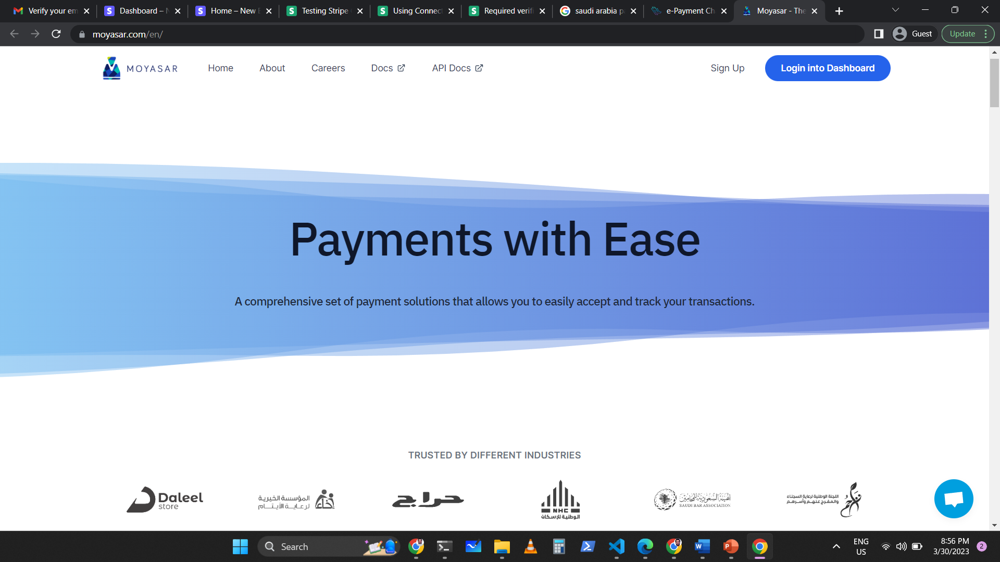 Verify your em
Dashboard – N
Home – New B
Testing Stripe
Using Connec
Required verifi
saudi arabia p
e-Payment Ch
Moyasar - The
moyasar.com/en/
Guest
Update
MOYASAR
Home
About
Careers
Docs
API Docs
Sign Up
Login into Dashboard
Payments with Ease
A comprehensive set of payment solutions that allows you to easily accept and track your transactions.
TRUSTED BY DIFFERENT INDUSTRIES
Daleel
store
المؤسسة الخيرية
لرعاية الأيتام
إخاء
حراج
NHC
الوطنية للإسكان
الهيئة السعودية للمحامين
SAUDI BAR ASSOCIATION
اللجنة الوطنية لرعاية السجناء
والمفرج عنهم وأسرهم
تراحم
Search
ENG
US
8:56 PM
3/30/2023
2